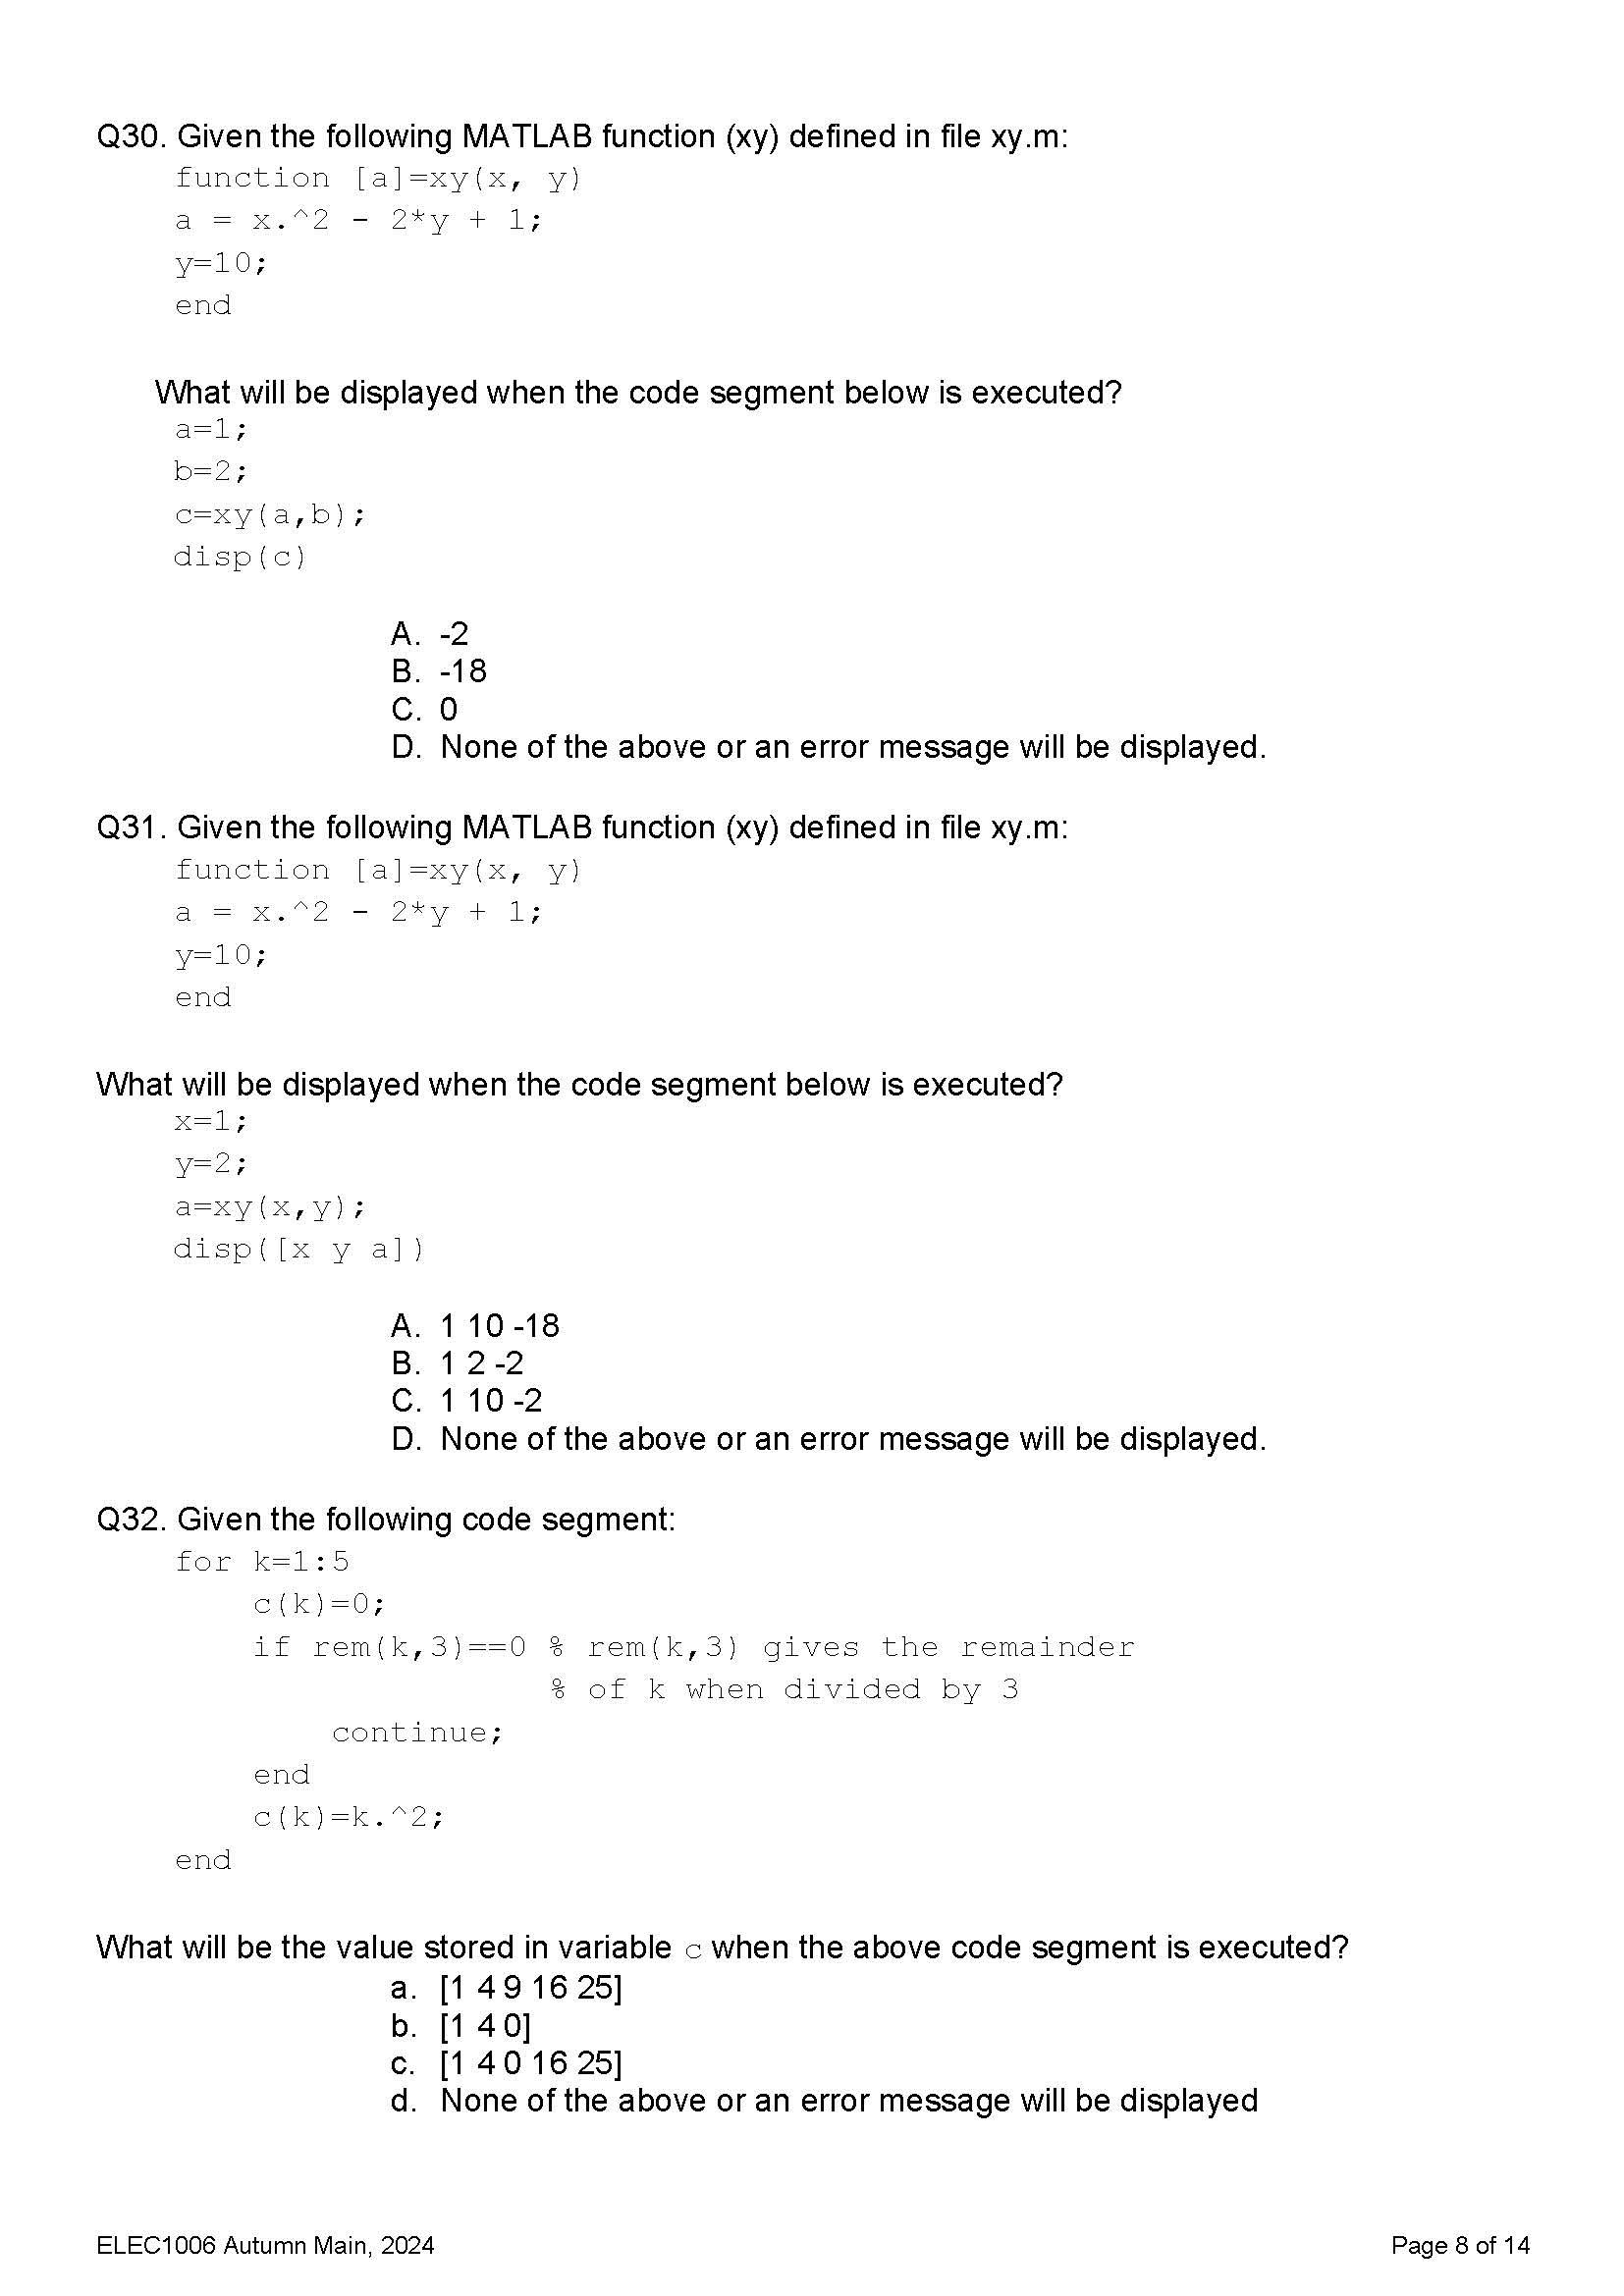 Q30. Given the following MATLAB function (xy) defined in file xy.m:
function [a]=xy(x, y)
a = x.^2 - 2*y + 1;
y=10;
end
What will be displayed when the code segment below is executed?
a=1;
b=2;
c=xy(a,b);
disp(c)
A. -2
B. -18
C. 0
D. None of the above or an error message will be displayed.
Q31. Given the following MATLAB function (xy) defined in file xy.m:
function [a]=xy(x, y)
a = x.^2 - 2*y + 1;
y=10;
end
What will be displayed when the code segment below is executed?
x=1;
y=2;
a=xy(x,y);
disp([x y a])
A. 1 10 -18
B. 1 2 -2
C. 1 10 -2
D. None of the above or an error message will be displayed.
Q32. Given the following code segment:
for k=1:5
c(k)=0;
if rem(k,3)==0 % rem(k,3) gives the remainder
% of k when divided by 3
continue;
end
c(k)=k.^2;
end
What will be the value stored in variable c when the above code segment is executed?
a. [1 4 9 16 25]
b. [1 4 0]
c. [1 4 0 16 25]
d. None of the above or an error message will be displayed
ELEC1006 Autumn Main, 2024 Page 8 of 14